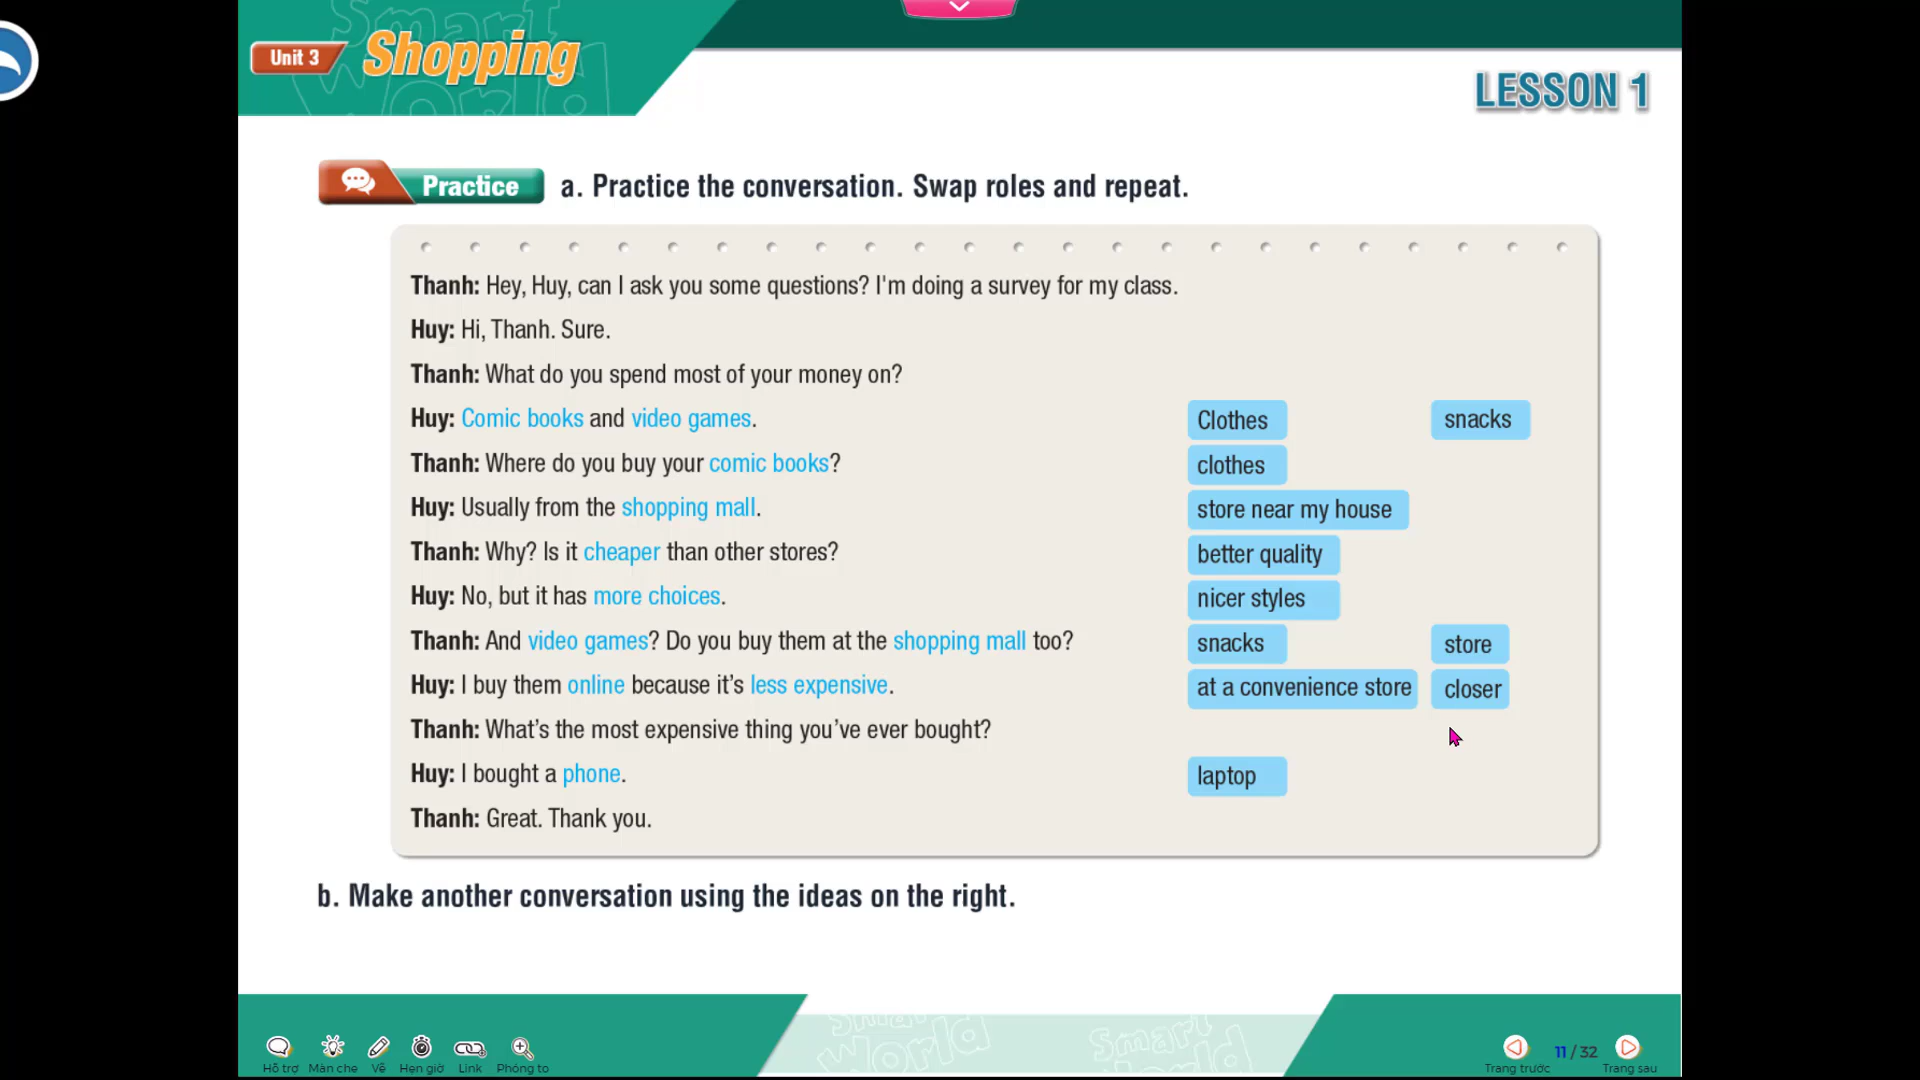 Unit 3
Shopping
LESSON 1
Practice
a. Practice the conversation. Swap roles and repeat.
Thanh: Hey, Huy, can I ask you some questions? I'm doing a survey for my class.
Huy: Hi, Thanh. Sure.
Thanh: What do you spend most of your money on?
Huy: Comic books and video games. Clothes snacks
Thanh: Where do you buy your comic books? clothes
Huy: Usually from the shopping mall. store near my house
Thanh: Why? Is it cheaper than other stores? better quality
Huy: No, but it has more choices. nicer styles
Thanh: And video games? Do you buy them at the shopping mall too? snacks store
Huy: I buy them online because it's less expensive. at a convenience store closer
Thanh: What's the most expensive thing you've ever bought?
Huy: I bought a phone. laptop
Thanh: Great. Thank you.
b. Make another conversation using the ideas on the right.
Hỗ trợ Màn che Vẽ Hẹn giờ Link Phóng to
Trang trước 11 / 32 Trang sau
Smart World
Smart World
Smart World